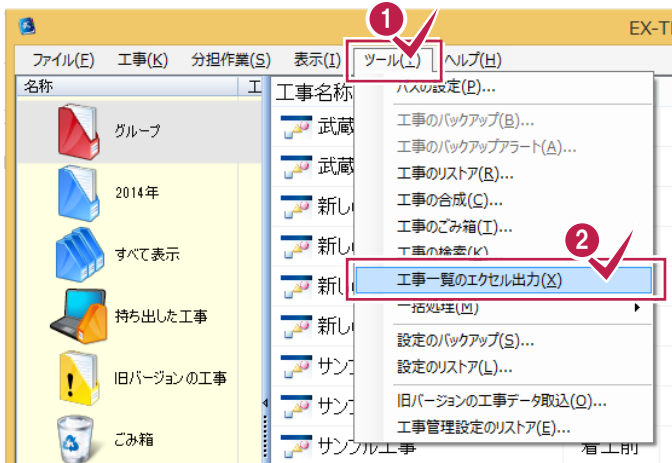 1
EX-T
ファイル(F) 工事(K) 分担作業(S) 表示(I) ツール( ) ヘルプ(H)
名称 工 工事名称
パスの設定(P)...
グループ
武蔵
工事のバックアップ(B)...
工事のバックアップアラート(A)...
武蔵
工事のリストア(R)...
2014年
新し
工事の合成(C)...
工事のごみ箱(T)...
2
新し
工事の検索(K)
すべて表示
工事一覧のエクセル出力(X)
新し
一括処理(M)
持ち出した工事
新し
設定のバックアップ(S)...
設定のリストア(L)...
サン
旧バージョンの工事
旧バージョンの工事データ取込(O)...
サン
工事管理設定のリストア(E)...
ごみ箱
サンプル工事 着工前